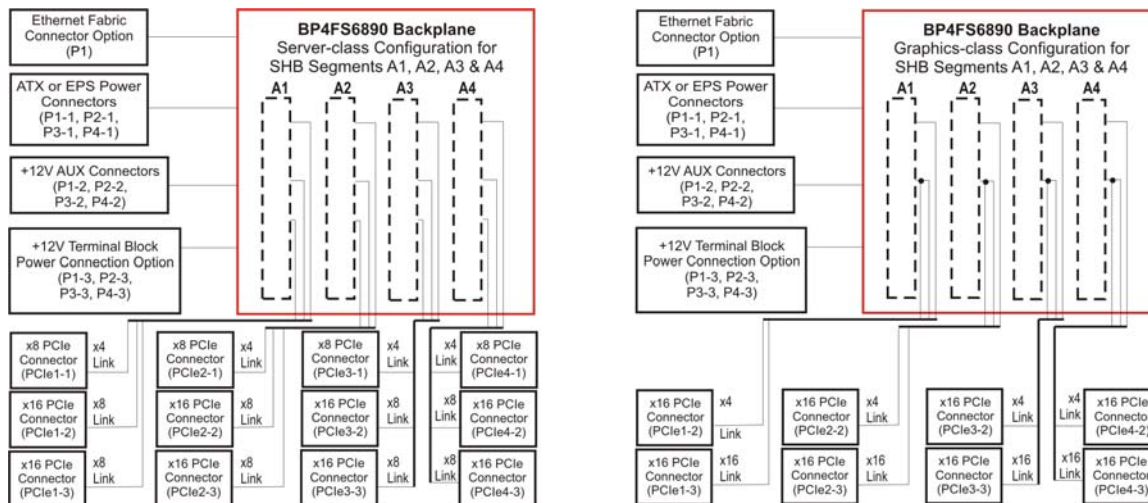 Ethernet Fabric
Connector Option
(P1)
ATX or EPS Power
Connectors
(P1-1, P2-1,
P3-1, P4-1)
+12V AUX Connectors
(P1-2, P2-2,
P3-2, P4-2)
+12V Terminal Block
Power Connection Option
(P1-3, P2-3,
P3-3, P4-3)
BP4FS6890 Backplane
Server-class Configuration for
SHB Segments A1, A2, A3 & A4
A1 A2 A3 A4
x8 PCIe
Connector
(PCIe1-1)
x4
Link
x8 PCIe
Connector
(PCIe2-1)
x4
Link
x8 PCIe
Connector
(PCIe3-1)
x4
Link
x4
Link
x8 PCIe
Connector
(PCIe4-1)
x16 PCIe
Connector
(PCIe1-2)
x8
Link
x16 PCIe
Connector
(PCIe2-2)
x8
Link
x16 PCIe
Connector
(PCIe3-2)
x8
Link
x8
Link
x16 PCIe
Connector
(PCIe4-2)
x16 PCIe
Connector
(PCIe1-3)
x8
Link
x16 PCIe
Connector
(PCIe2-3)
x8
Link
x16 PCIe
Connector
(PCIe3-3)
x8
Link
x8
Link
x16 PCIe
Connector
(PCIe4-3)
Ethernet Fabric
Connector Option
(P1)
ATX or EPS Power
Connectors
(P1-1, P2-1,
P3-1, P4-1)
+12V AUX Connectors
(P1-2, P2-2,
P3-2, P4-2)
+12V Terminal Block
Power Connection Option
(P1-3, P2-3,
P3-3, P4-3)
BP4FS6890 Backplane
Graphics-class Configuration for
SHB Segments A1, A2, A3 & A4
A1 A2 A3 A4
x16 PCIe
Connector
(PCIe1-2)
x4
Link
x16 PCIe
Connector
(PCIe2-2)
x4
Link
x16 PCIe
Connector
(PCIe3-2)
x4
Link
x4
Link
x16 PCIe
Connector
(PCIe4-2)
x16 PCIe
Connector
(PCIe1-3)
x16
Link
x16 PCIe
Connector
(PCIe2-3)
x16
Link
x16 PCIe
Connector
(PCIe3-3)
x16
Link
x16
Link
x16 PCIe
Connector
(PCIe4-3)